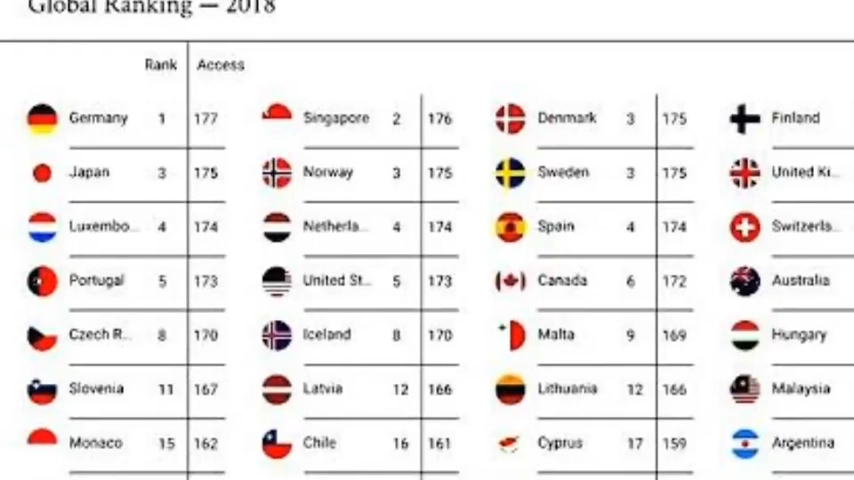 Global Ranking — 2018
Rank Access
Germany 1 177 Singapore 2 176 Denmark 3 175 Finland
Japan 3 175 Norway 3 175 Sweden 3 175 United Ki...
Luxembo... 4 174 Netherla... 4 174 Spain 4 174 Switzerla...
Portugal 5 173 United St... 5 173 Canada 6 172 Australia
Czech R... 8 170 Iceland 8 170 Malta 9 169 Hungary
Slovenia 11 167 Latvia 12 166 Lithuania 12 166 Malaysia
Monaco 15 162 Chile 16 161 Cyprus 17 159 Argentina